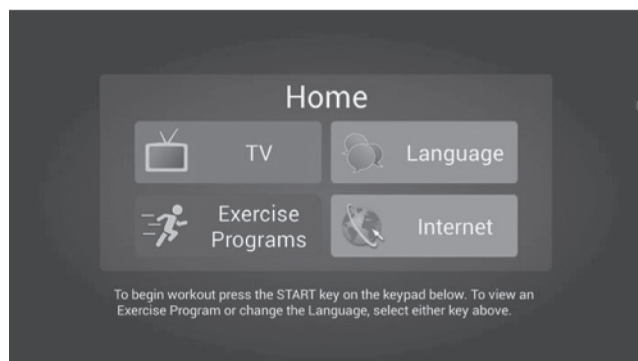 Home
TV
Language
Exercise
Programs
Internet
To begin workout press the START key on the keypad below. To view an
Exercise Program or change the Language, select either key above.